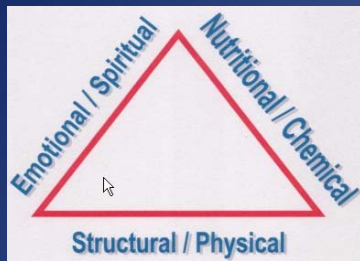 Emotional / Spiritual
Nutritional / Chemical
Structural / Physical